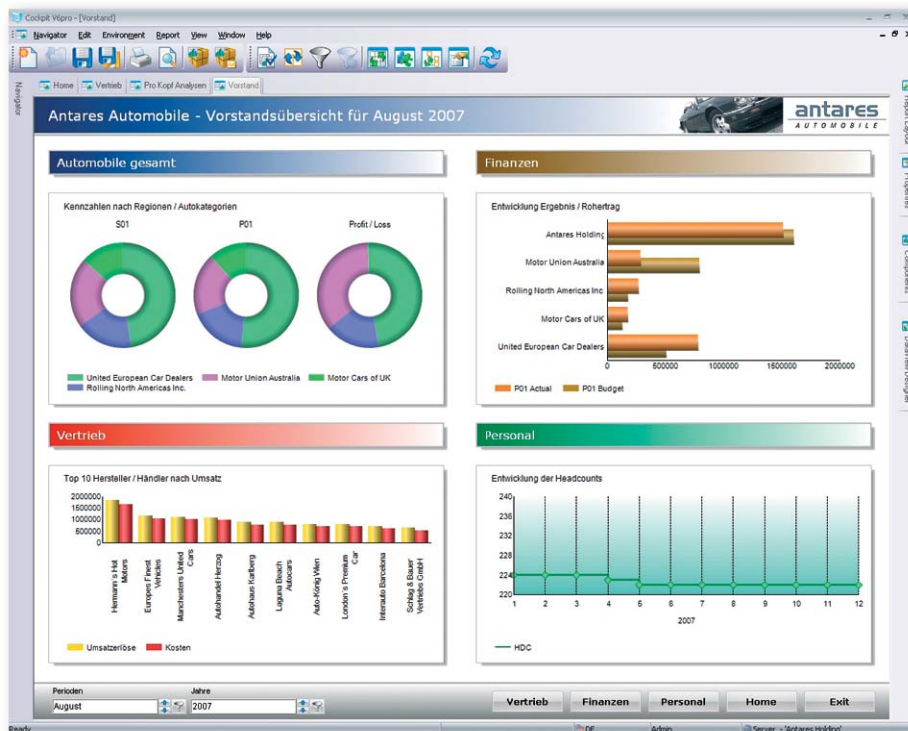 Cockpit V6pro - [Vorstand]
Navigator Edit Environment Report View Window Help
Navigator
Home Vertrieb Pro Kopf Analysen Vorstand
Antares Automobile - Vorstandsübersicht für August 2007
antares
AUTOMOBILE
Report Layout
Properties
Components
DataView Designer
Automobile gesamt
Kennzahlen nach Regionen / Autokategorien
S01 P01 Profit / Loss
United European Car Dealers Motor Union Australia Motor Cars of UK
Rolling North Americas Inc.
Finanzen
Entwicklung Ergebnis / Rohertrag
Antares Holding
Motor Union Australia
Rolling North Americas Inc
Motor Cars of UK
United European Car Dealers
0 500000 1000000 1500000 2000000
P01 Actual P01 Budget
Vertrieb
Top 10 Hersteller / Händler nach Umsatz
2000000
1500000
1000000
500000
0
Hermann´s Hot Motors
Europes Finest Vehicles
Manchesters United Cars
Autohandel Herzog
Autohaus Karlberg
Laguna Beach Autocars
Auto-König Wien
London´s Premium Car
Interauto Barcelona
Schlag & Bauer Vertriebs GmbH
Umsatzerlöse Kosten
Personal
Entwicklung der Headcounts
240
236
232
228
224
220
1 2 3 4 5 6 7 8 9 10 11 12
2007
HDC
Perioden Jahre
August 2007
Vertrieb Finanzen Personal Home Exit
Ready DE Admin Server - 'Antares Holding'